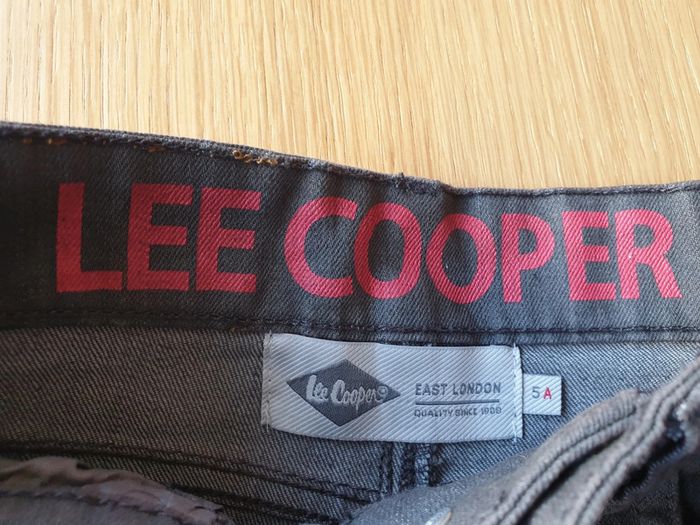 LEE COOPER
Lee Cooper
EAST LONDON
QUALITY SINCE 1908
5A